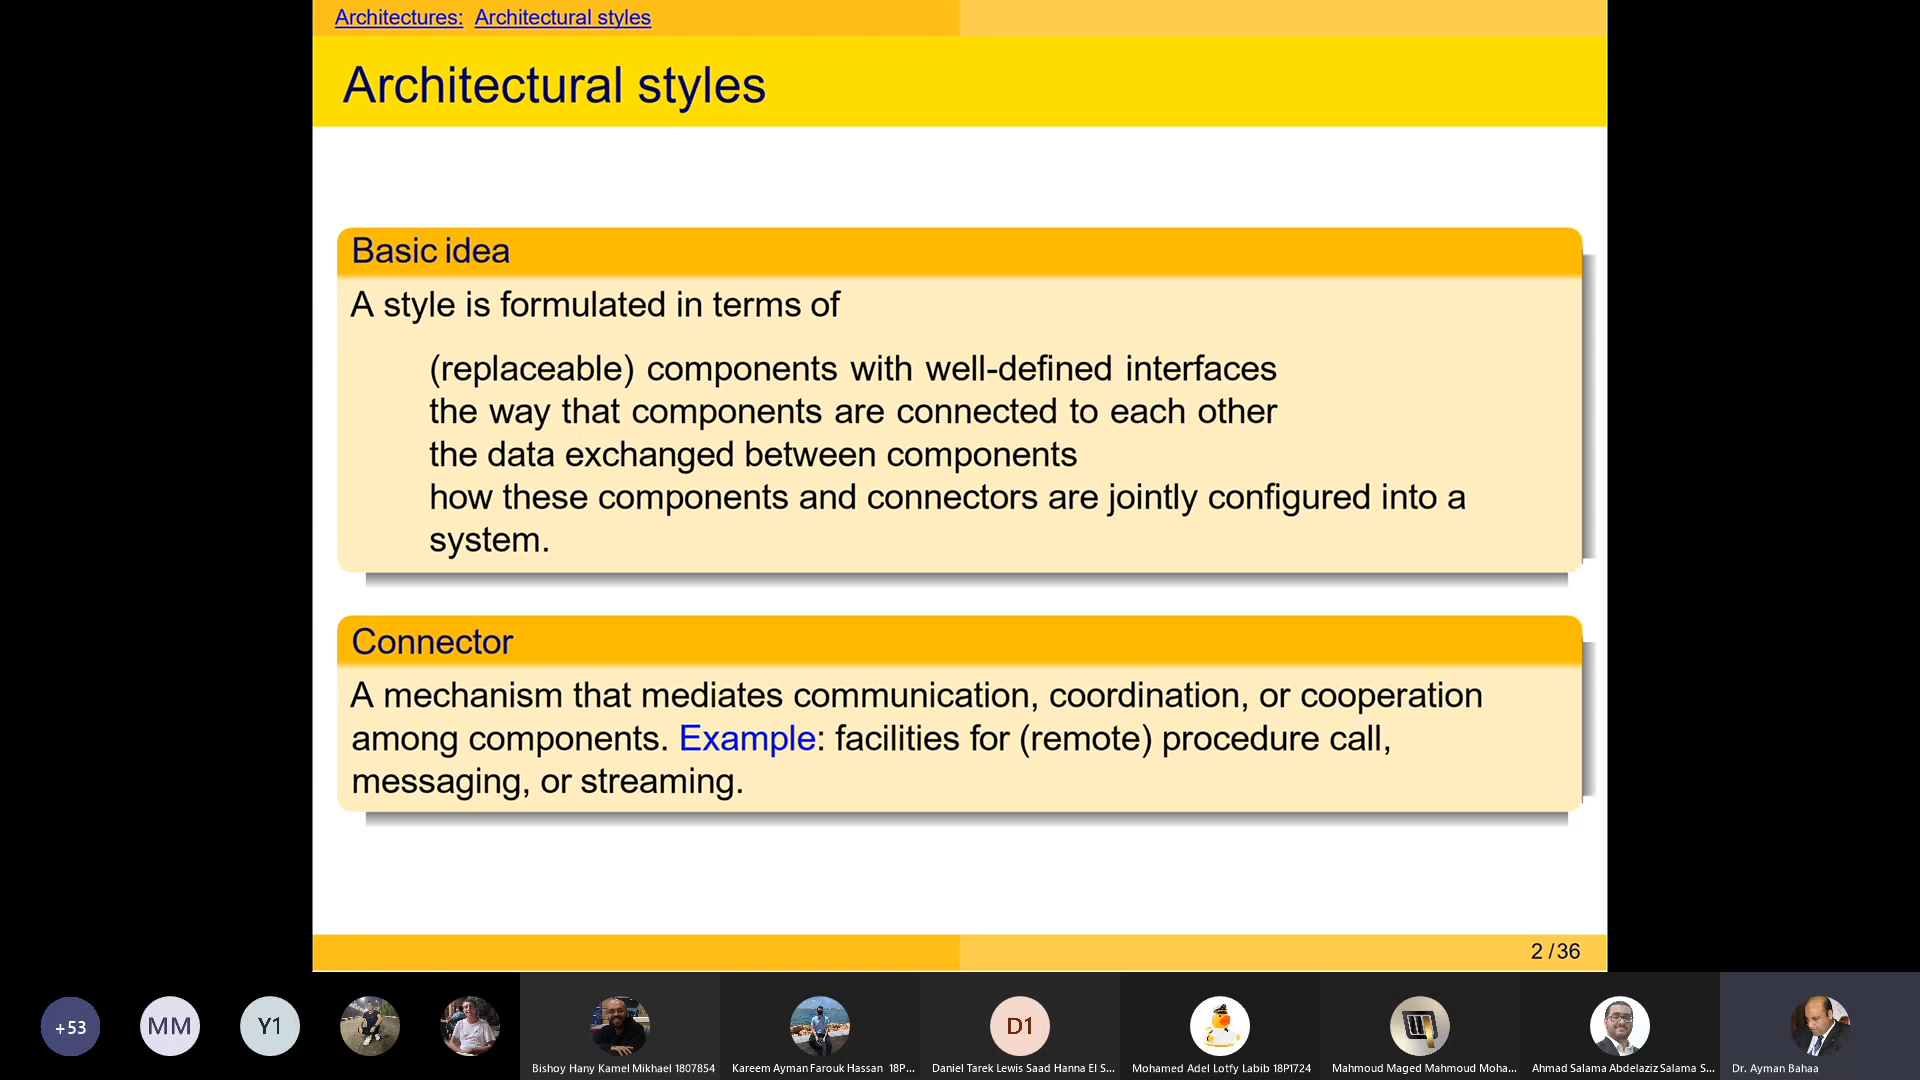 Architectures: Architectural styles
Architectural styles
Basic idea
A style is formulated in terms of
(replaceable) components with well-defined interfaces
the way that components are connected to each other
the data exchanged between components
how these components and connectors are jointly configured into a
system.
Connector
A mechanism that mediates communication, coordination, or cooperation
among components. Example: facilities for (remote) procedure call,
messaging, or streaming.
2 / 36
+53
MM
Y1
D1
Bishoy Hany Kamel Mikhael 1807854
Kareem Ayman Farouk Hassan 18P...
Daniel Tarek Lewis Saad Hanna El S...
Mohamed Adel Lotfy Labib 18P1724
Mahmoud Maged Mahmoud Moha...
Ahmad Salama Abdelaziz Salama S...
Dr. Ayman Bahaa